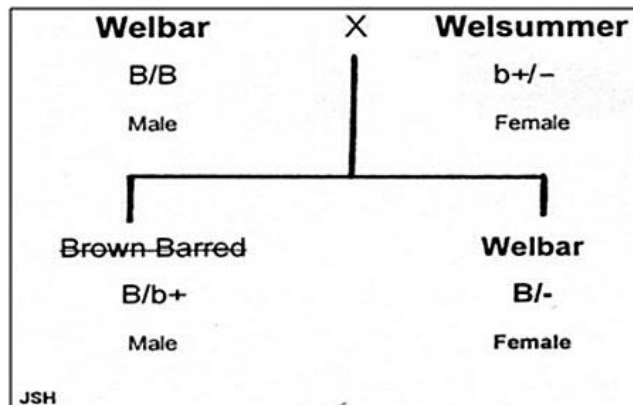 Welbar X Welsummer
B/B b+/−
Male Female
Brown Barred Welbar
B/b+ B/-
Male Female
JSH